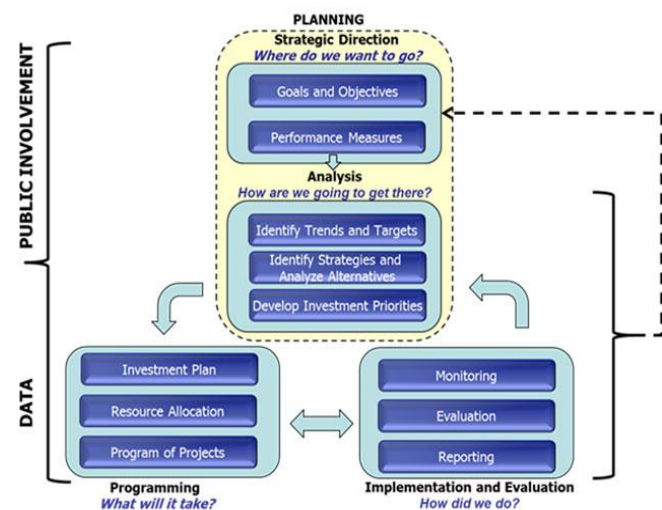 PLANNING
Strategic Direction
Where do we want to go?
Goals and Objectives
Performance Measures
Analysis
How are we going to get there?
Identify Trends and Targets
Identify Strategies and
Analyze Alternatives
Develop Investment Priorities
PUBLIC INVOLVEMENT
DATA
Investment Plan
Resource Allocation
Program of Projects
Programming
What will it take?
Monitoring
Evaluation
Reporting
Implementation and Evaluation
How did we do?